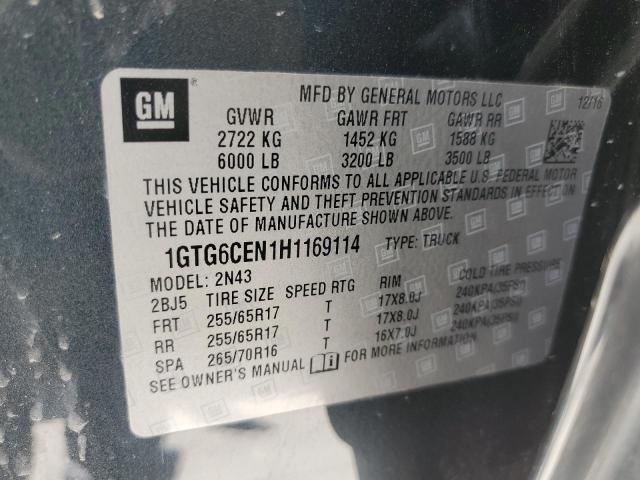 GM
MFD BY GENERAL MOTORS LLC
12/16
GVWR GAWR FRT GAWR RR
2722 KG 1452 KG 1588 KG
6000 LB 3200 LB 3500 LB
THIS VEHICLE CONFORMS TO ALL APPLICABLE U.S. FEDERAL MOTOR
VEHICLE SAFETY AND THEFT PREVENTION STANDARDS IN EFFECT ON
THE DATE OF MANUFACTURE SHOWN ABOVE.
1GTG6CEN1H1169114 TYPE: TRUCK
MODEL: 2N43
2BJ5 TIRE SIZE SPEED RTG RIM COLD TIRE PRESSURE
FRT 255/65R17 T 17X8.0J 240KPA(35PSI)
RR 255/65R17 T 17X8.0J 240KPA(35PSI)
SPA 265/70R16 T 16X7.0J 240KPA(35PSI)
SEE OWNER'S MANUAL FOR MORE INFORMATION